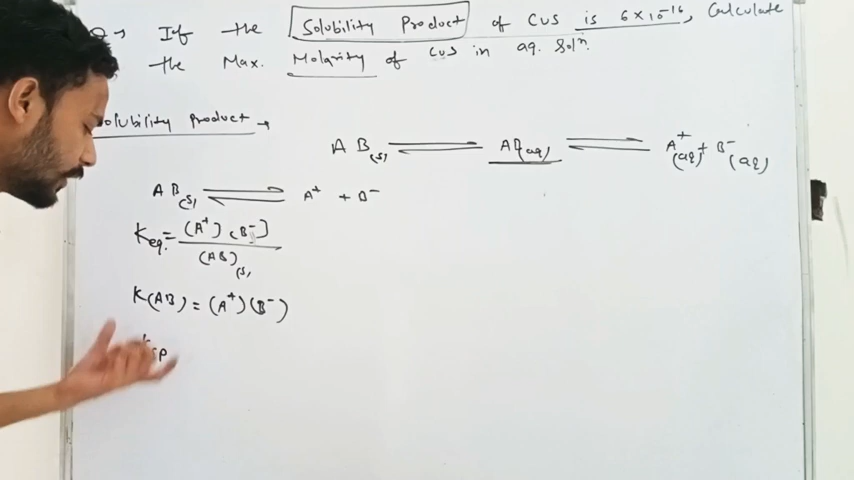 Q→ If the Solubility Product of CuS is 6 × 10⁻¹⁶, Calculate
the Max. Molarity of CuS in aq. Solⁿ.
olubility Product →
AB(s) ⇌ AB(aq) ⇌ A⁺(aq) + B⁻(aq)
AB(s) ⇌ A⁺ + B⁻
Keq. = (A⁺) (B⁻]
(AB)(s)
K(AB) = (A⁺)(B⁻)
Ksp